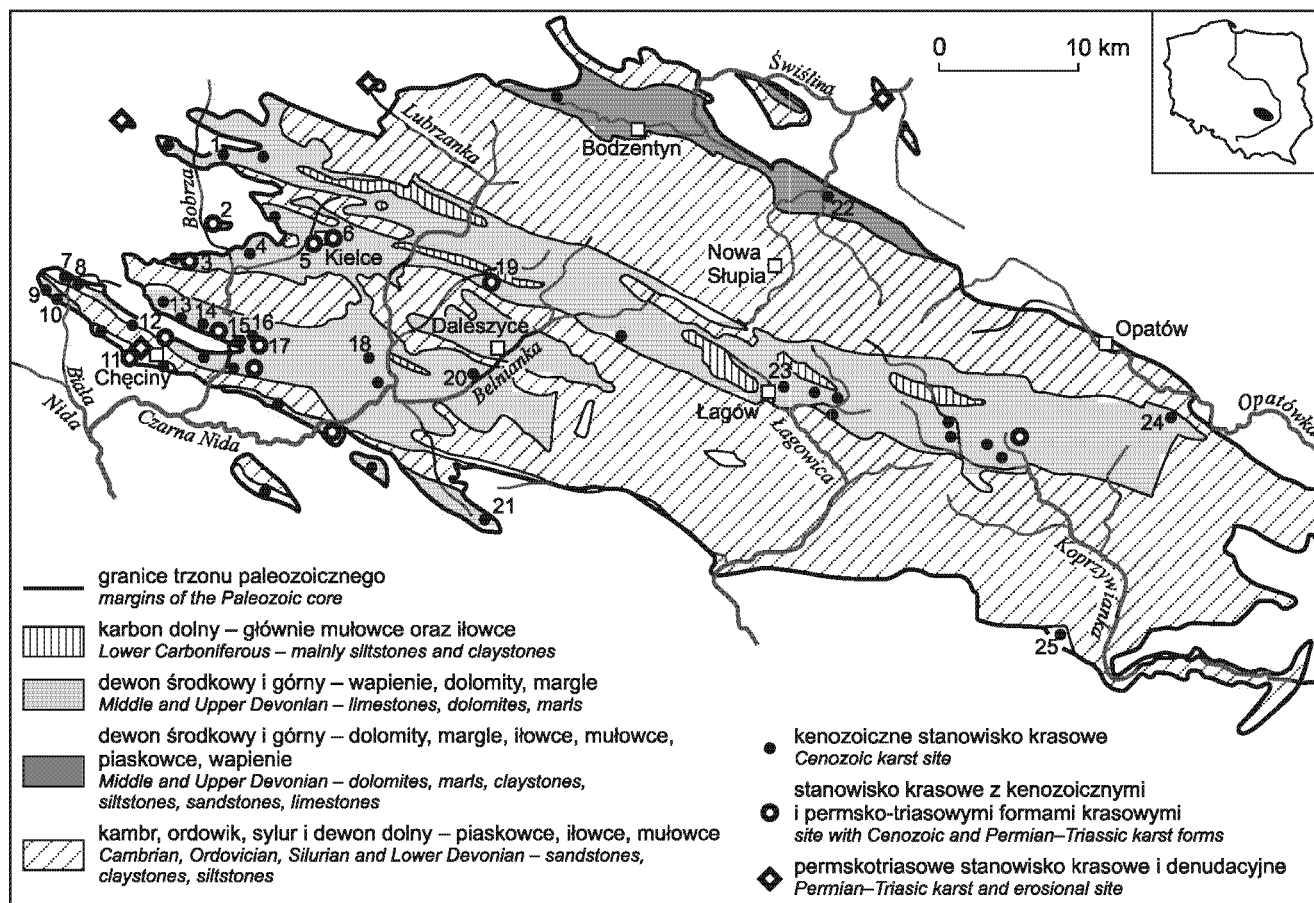 0 10 km
Świślina
Lubrzanka
Bodzentyn
1
Bobrza
2
22
4
5
6
Kielce
3
Nowa
Słupia
7
8
19
9
10
13
14
12
15
16
Daleszyce
Opatów
17
11
18
Chęciny
20
Belnianka
23
Biała
Nida
Czarna Nida
Łagów
Łagowica
24
Opatówka
21
Koprzywianka
25
granice trzonu paleozoicznego
margins of the Paleozoic core
karbon dolny – głównie mułowce oraz iłowce
Lower Carboniferous – mainly siltstones and claystones
dewon środkowy i górny – wapienie, dolomity, margle
Middle and Upper Devonian – limestones, dolomites, marls
dewon środkowy i górny – dolomity, margle, iłowce, mułowce,
piaskowce, wapienie
Middle and Upper Devonian – dolomites, marls, claystones,
siltstones, sandstones, limestones
kambr, ordowik, sylur i dewon dolny – piaskowce, iłowce, mułowce
Cambrian, Ordovician, Silurian and Lower Devonian – sandstones,
claystones, siltstones
kenozoiczne stanowisko krasowe
Cenozoic karst site
stanowisko krasowe z kenozoicznymi
i permsko-triasowymi formami krasowymi
site with Cenozoic and Permian–Triassic karst forms
permskotriasowe stanowisko krasowe i denudacyjne
Permian–Triasic karst and erosional site